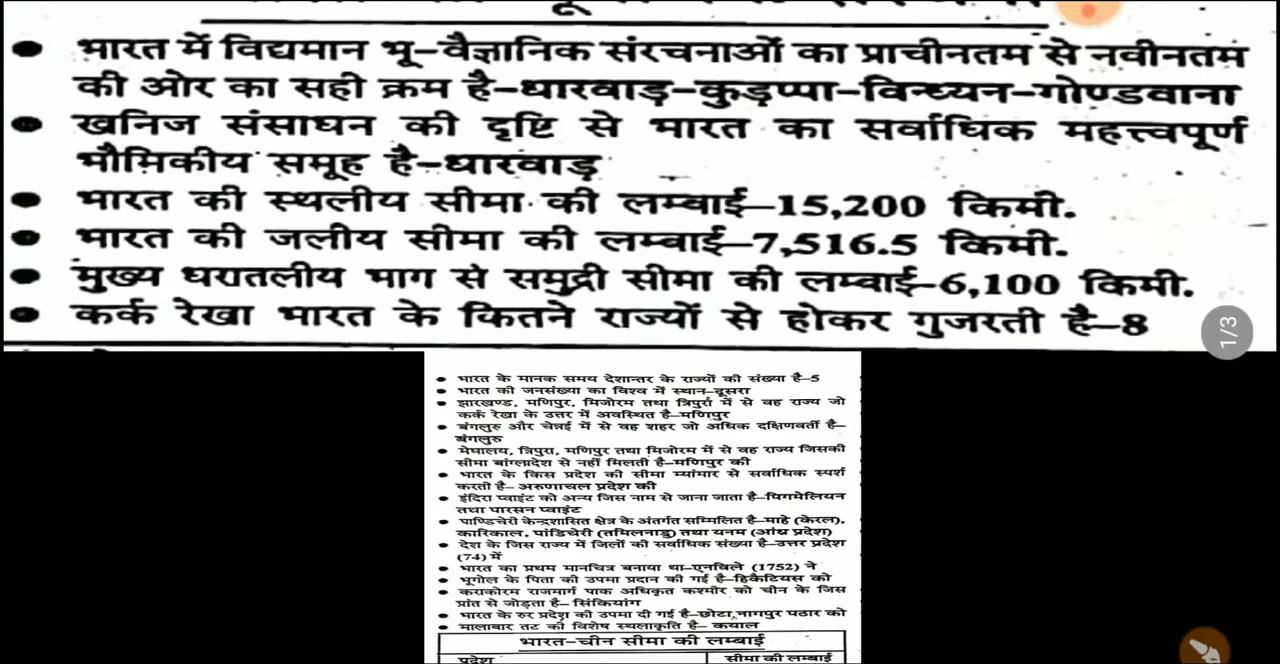 ● भारत में विद्यमान भू-वैज्ञानिक संरचनाओं का प्राचीनतम से नवीनतम
की ओर का सही क्रम है-धारवाड़-कुड़प्पा-विन्ध्यन-गोण्डवाना
● खनिज संसाधन की दृष्टि से भारत का सर्वाधिक महत्त्वपूर्ण
भौमिकीय समूह है-धारवाड़
● भारत की स्थलीय सीमा की लम्बाई-15,200 किमी.
● भारत की जलीय सीमा की लम्बाई-7,516.5 किमी.
● मुख्य धरातलीय भाग से समुद्री सीमा की लम्बाई-6,100 किमी.
● कर्क रेखा भारत के कितने राज्यों से होकर गुजरती है-8
1/3
● भारत के मानक समय देशान्तर के राज्यों की संख्या है-5
● भारत की जनसंख्या का विश्व में स्थान-दूसरा
● झारखण्ड, मणिपुर, मिजोरम तथा त्रिपुरा में से वह राज्य जो
कर्क रेखा के उत्तर में अवस्थित है-मणिपुर
● बंगलुरु और चेन्नई में से वह शहर जो अधिक दक्षिणवर्ती है-
बंगलुरु
● मेघालय, त्रिपुरा, मणिपुर तथा मिजोरम में से वह राज्य जिसकी
सीमा बांग्लादेश से नहीं मिलती है-मणिपुर की
● भारत के किस प्रदेश की सीमा म्यांमार से सर्वाधिक स्पर्श
करती है- अरुणाचल प्रदेश की
● इंदिरा प्वाइंट को अन्य जिस नाम से जाना जाता है-पिगमेलियन
तथा पारसन प्वाइंट
● पाण्डिचेरी केन्द्रशासित क्षेत्र के अंतर्गत सम्मिलित है-माहे (केरल),
कारिकाल, पांडिचेरी (तमिलनाडु) तथा यनम (आंध्र प्रदेश)
● देश के जिस राज्य में जिलों की सर्वाधिक संख्या है-उत्तर प्रदेश
(74) में
● भारत का प्रथम मानचित्र बनाया था-एनविले (1752) ने
● भूगोल के पिता की उपमा प्रदान की गई है-हिकैटियस को
● कराकोरम राजमार्ग पाक अधिकृत कश्मीर को चीन के जिस
प्रांत से जोड़ता है- सिंकियांग
● भारत के रुर प्रदेश की उपमा दी गई है-छोटा नागपुर पठार को
● मालाबार तट की विशेष स्थलाकृति है- कयाल
भारत-चीन सीमा की लम्बाई
प्रदेश सीमा की लम्बाई